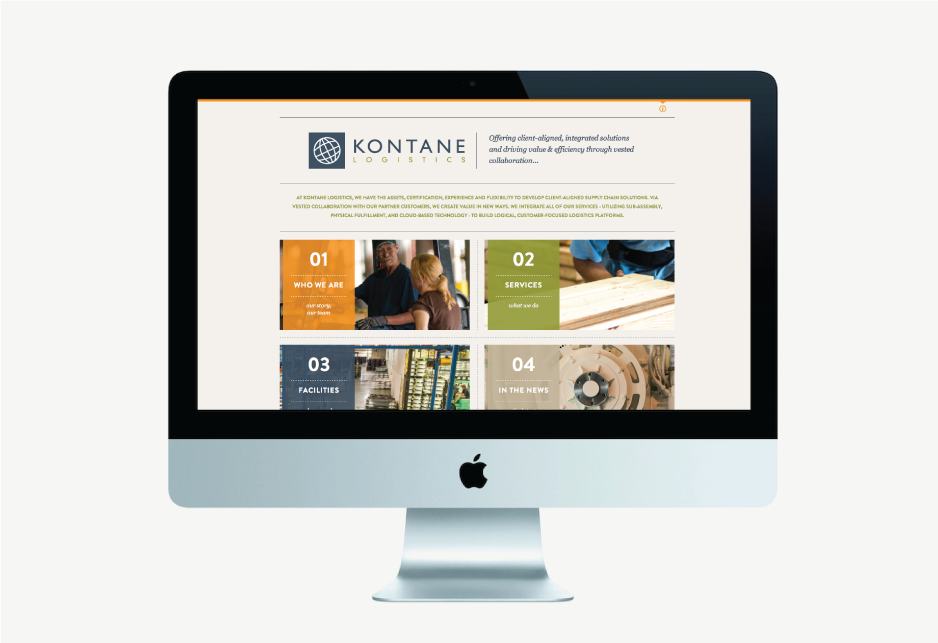 KONTANE
LOGISTICS
Offering client-aligned, integrated solutions
and driving value & efficiency through vested
collaboration...
AT KONTANE LOGISTICS, WE HAVE THE ASSETS, CERTIFICATION, EXPERIENCE AND FLEXIBILITY TO DEVELOP CLIENT-ALIGNED SUPPLY CHAIN SOLUTIONS. VIA
VESTED COLLABORATION WITH OUR PARTNER CUSTOMERS, WE CREATE VALUE IN NEW WAYS. WE INTEGRATE ALL OF OUR SERVICES - UTILIZING SUB-ASSEMBLY,
PHYSICAL FULFILLMENT, AND CLOUD-BASED TECHNOLOGY - TO BUILD LOGICAL, CUSTOMER-FOCUSED LOGISTICS PLATFORMS.
01
WHO WE ARE
our story,
our team
02
SERVICES
what we do
03
FACILITIES
04
IN THE NEWS